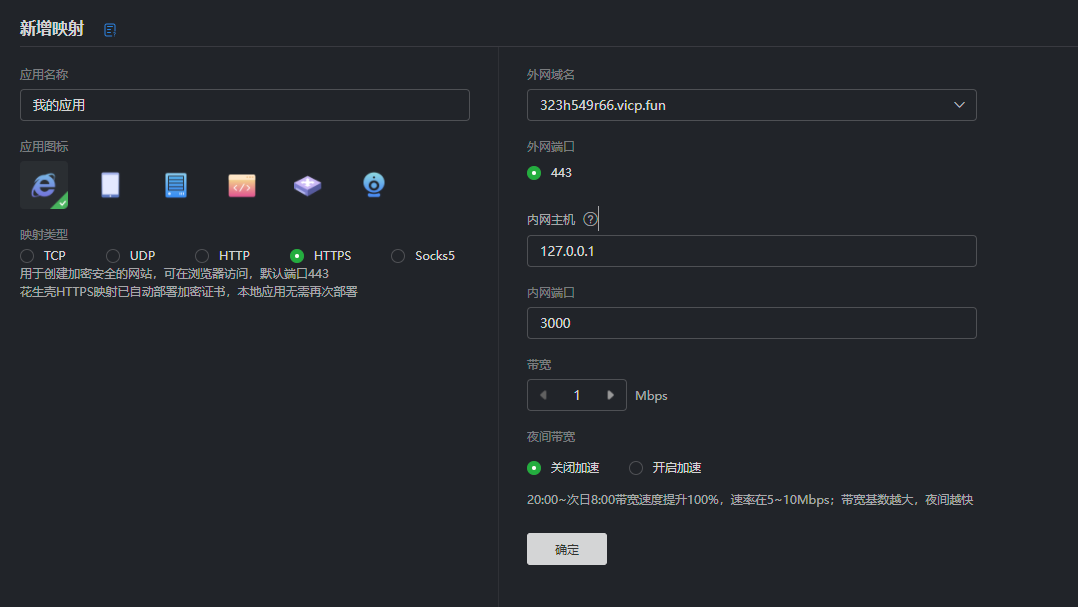 新增映射
应用名称
我的应用
应用图标
映射类型
TCP UDP HTTP HTTPS Socks5
用于创建加密安全的网站，可在浏览器访问，默认端口443
花生壳HTTPS映射已自动部署加密证书，本地应用无需再次部署
外网域名
323h549r66.vicp.fun
外网端口
443
内网主机 ?
127.0.0.1
内网端口
3000
带宽
1 Mbps
夜间带宽
关闭加速 开启加速
20:00~次日8:00带宽速度提升100%，速率在5~10Mbps；带宽基数越大，夜间越快
确定